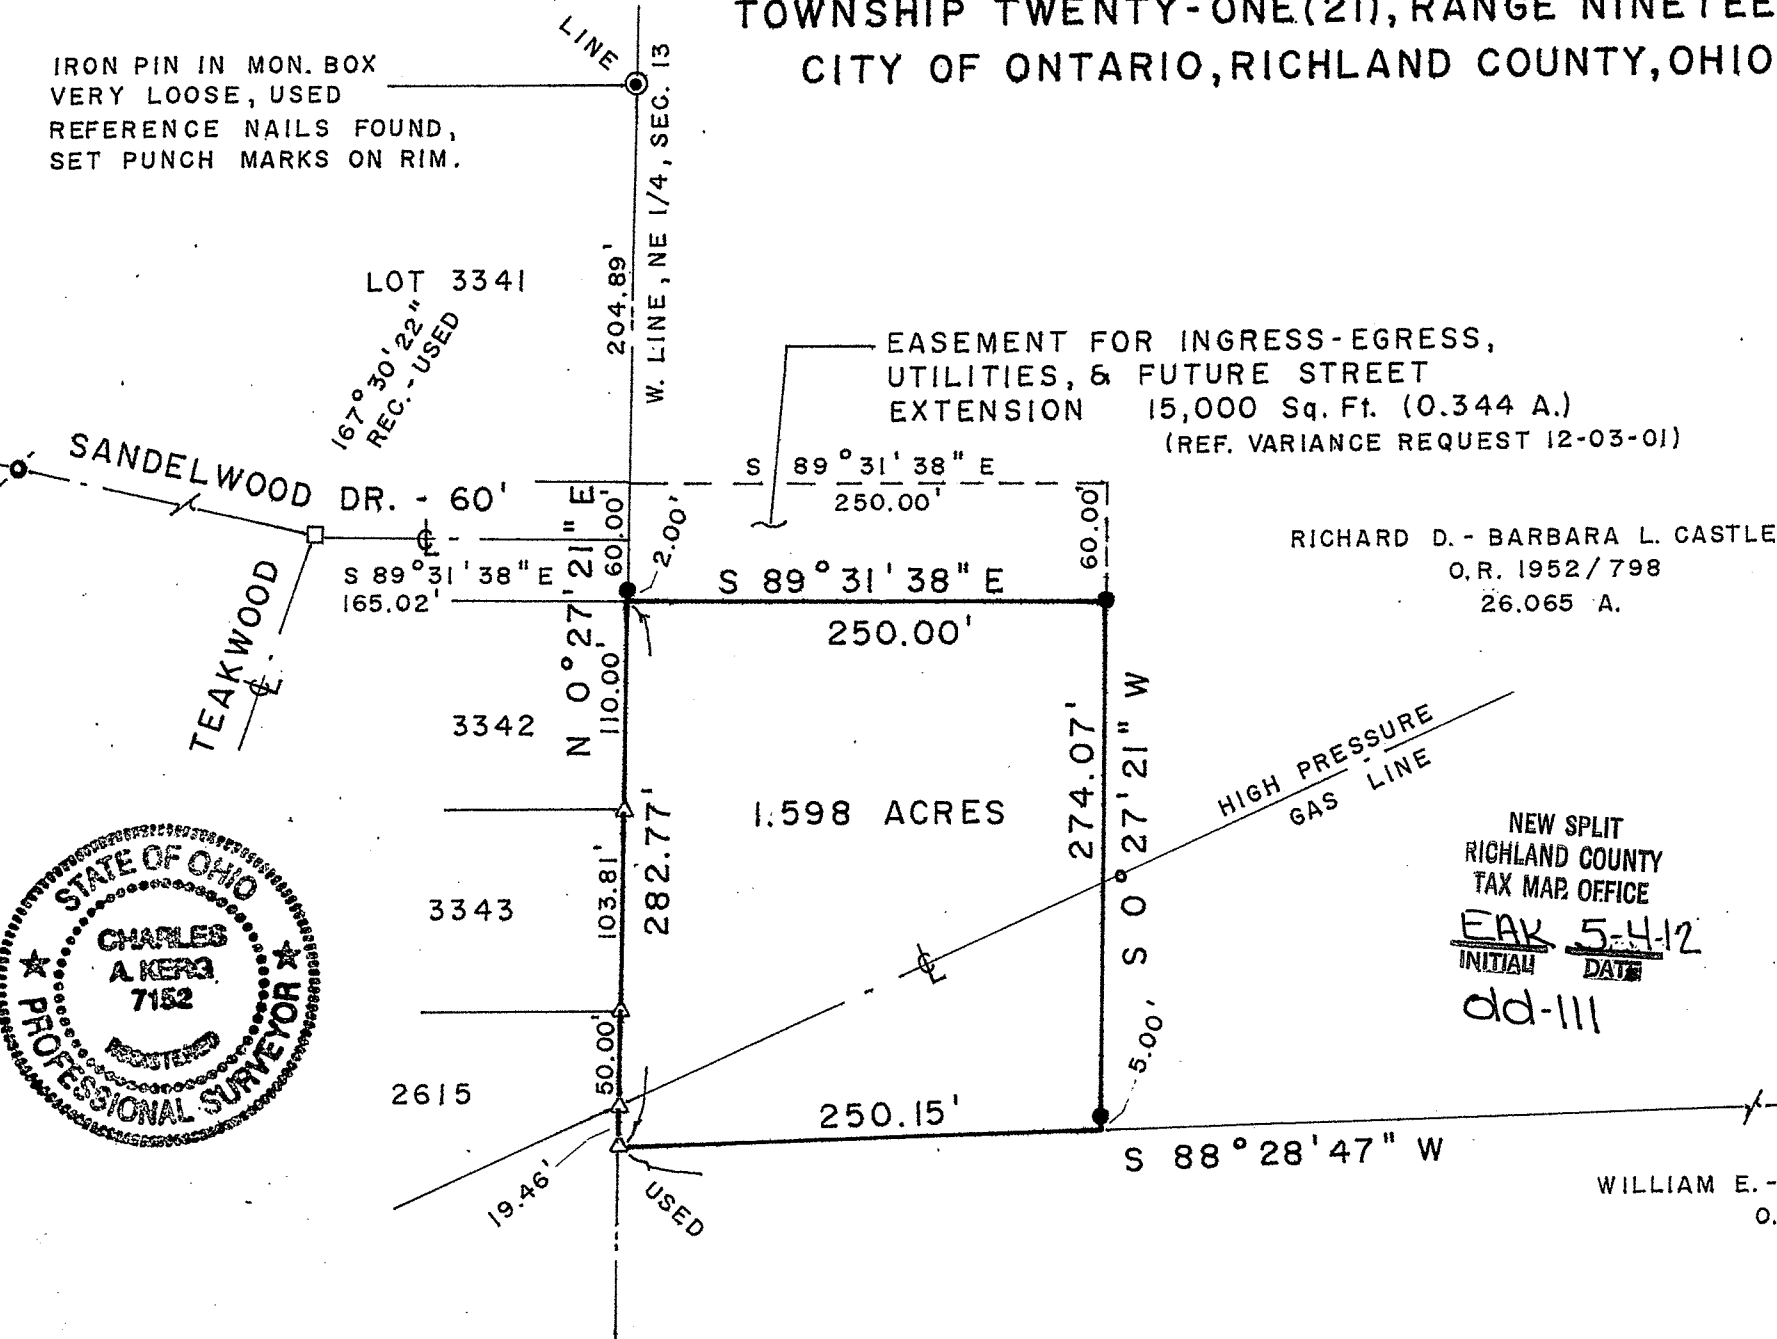 TOWNSHIP TWENTY-ONE (21), RANGE NINETEE
CITY OF ONTARIO, RICHLAND COUNTY, OHIO
IRON PIN IN MON. BOX
VERY LOOSE, USED
REFERENCE NAILS FOUND,
SET PUNCH MARKS ON RIM.
LINE
W. LINE, NE 1/4, SEC. 13
204.89'
LOT 3341
167°30'22"
REC.-USED
EASEMENT FOR INGRESS-EGRESS,
UTILITIES, & FUTURE STREET
EXTENSION 15,000 Sq. Ft. (0.344 A.)
(REF. VARIANCE REQUEST 12-03-01)
SANDELWOOD DR. - 60'
S 89°31'38" E
250.00'
60.00'
60.00'
2.00'
RICHARD D. - BARBARA L. CASTLE
O.R. 1952/798
26.065 A.
S 89°31'38" E
165.02'
S 89°31'38" E
250.00'
TEAKWOOD
N 0°27'21" E
110.00'
3342
282.77'
1.598 ACRES
274.07'
S 0°27'21" W
HIGH PRESSURE
GAS LINE
103.81'
3343
NEW SPLIT
RICHLAND COUNTY
TAX MAP OFFICE
EAK 5-4-12
INITIAL DATE
dd-111
STATE OF OHIO
CHARLES
A. KERG
7152
REGISTERED
PROFESSIONAL SURVEYOR
50.00'
2615
250.15'
5.00'
S 88°28'47" W
19.46'
USED
WILLIAM E. -
O.